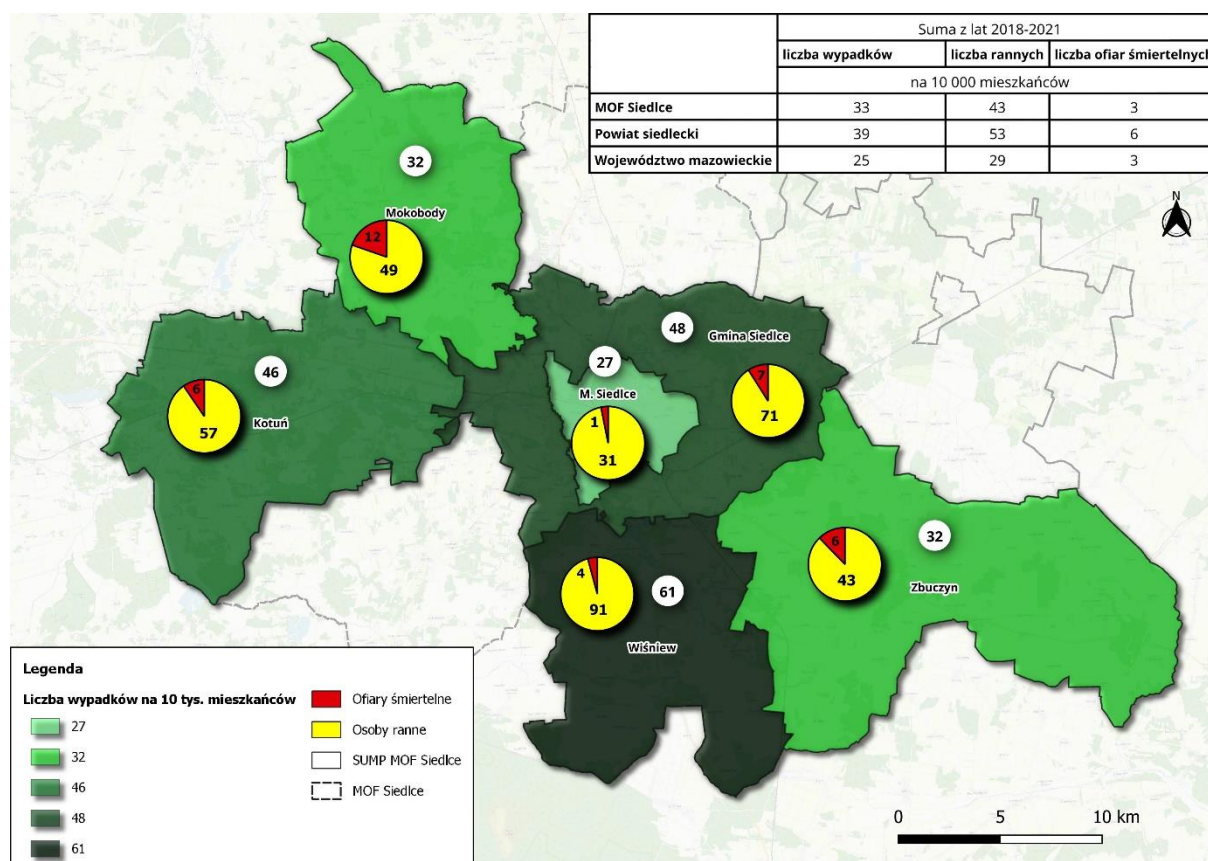 Suma z lat 2018-2021
liczba wypadków liczba rannych liczba ofiar śmiertelnych
na 10 000 mieszkańców
MOF Siedlce 33 43 3
Powiat siedlecki 39 53 6
Województwo mazowieckie 25 29 3
N
32
Mokobody
12
49
48
Gmina Siedlce
27
46
M. Siedlce
7
71
6
57
Kotuń
1
31
32
6
43
Zbuczyn
4
91
61
Wiśniew
Legenda
Liczba wypadków na 10 tys. mieszkańców
27
32
46
48
61
Ofiary śmiertelne
Osoby ranne
SUMP MOF Siedlce
MOF Siedlce
0 5 10 km